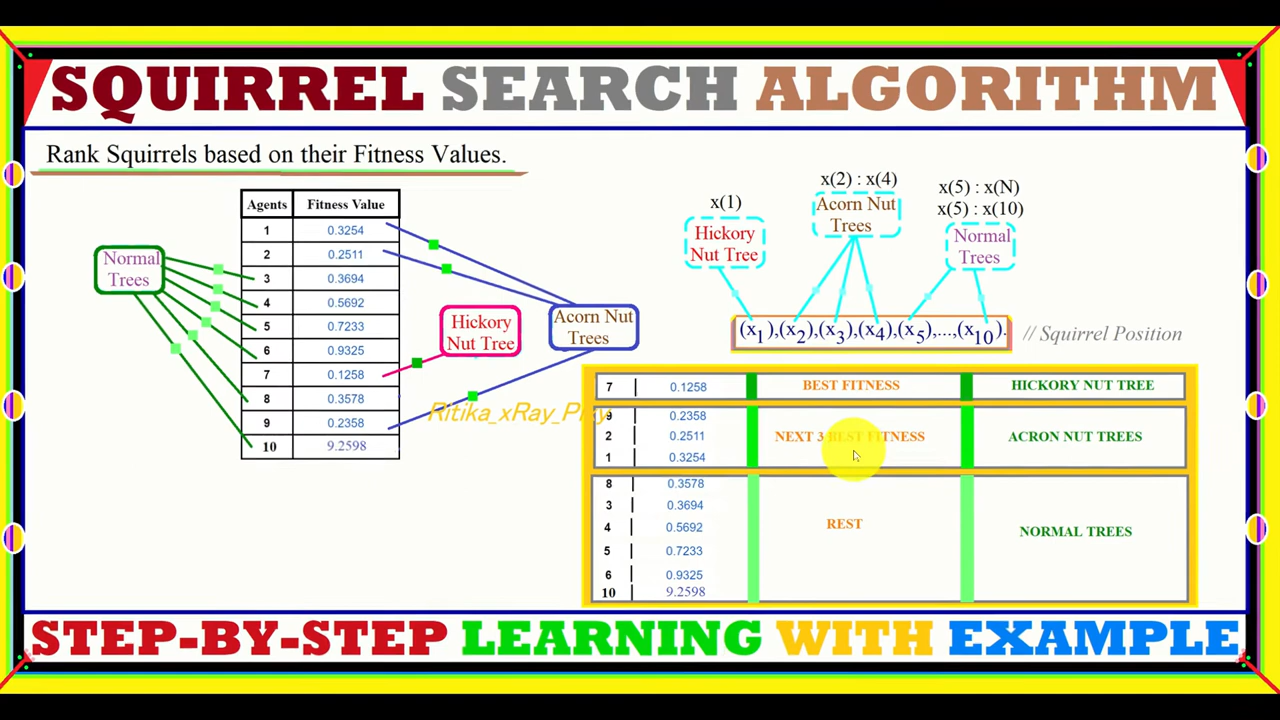 SQUIRREL SEARCH ALGORITHM
Rank Squirrels based on their Fitness Values.
Agents Fitness Value
1 0.3254
2 0.2511
3 0.3694
4 0.5692
5 0.7233
6 0.9325
7 0.1258
8 0.3578
9 0.2358
10 9.2598
Normal
Trees
Hickory
Nut Tree
Acorn Nut
Trees
x(1)
Hickory
Nut Tree
x(2) : x(4)
Acorn Nut
Trees
x(5) : x(N)
x(5) : x(10)
Normal
Trees
(x1),(x2),(x3),(x4),(x5),...,(x10). // Squirrel Position
Ritika_xRay_Pixy
7 | 0.1258 BEST FITNESS HICKORY NUT TREE
9 | 0.2358
2 | 0.2511 NEXT 3 BEST FITNESS ACRON NUT TREES
1 | 0.3254
8 | 0.3578
3 | 0.3694
4 | 0.5692 REST NORMAL TREES
5 | 0.7233
6 | 0.9325
10 | 9.2598
STEP-BY-STEP LEARNING WITH EXAMPLE